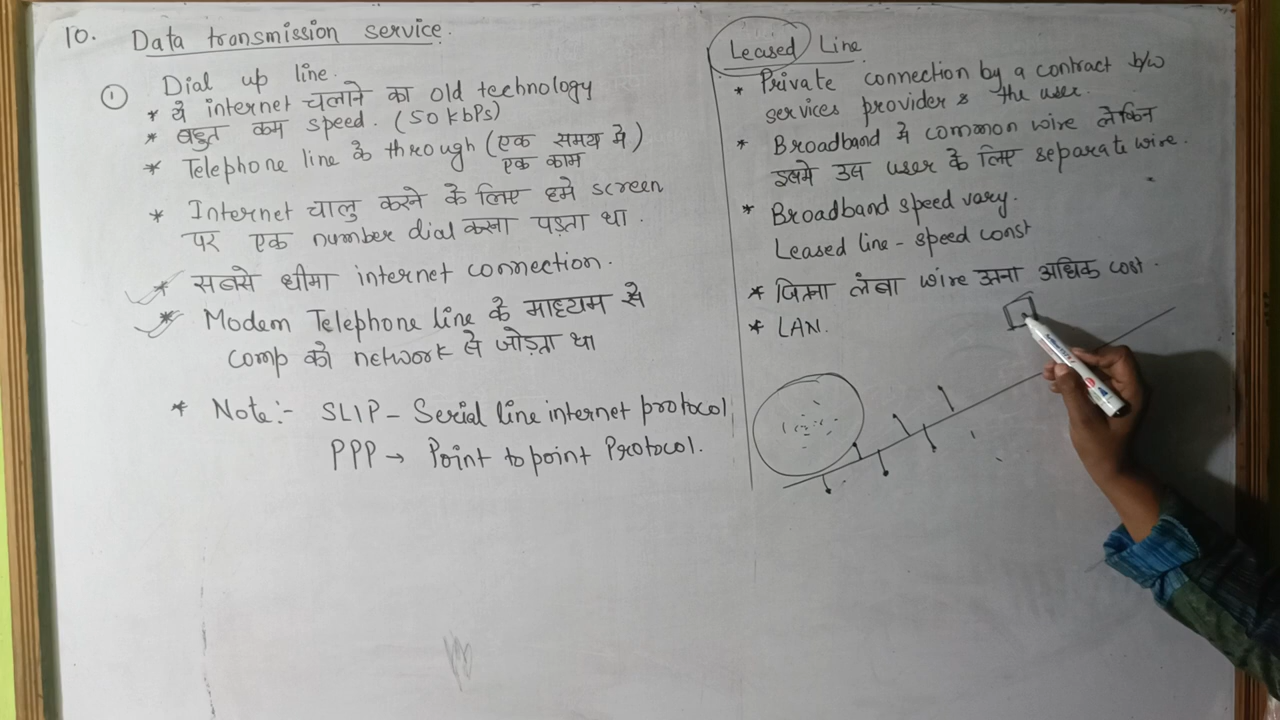 10. Data transmission service.
① Dial up line.
* ये internet चलाने का old technology
* बहुत कम speed. (50 kbPs)
* Telephone line के through (एक समय मे)
एक काम
* Internet चालु करने के लिए हमे screen
पर एक number dial करना पड़ता था.
* सबसे धीमा internet connection.
* Modem Telephone line के माध्यम से
comp को network से जोड़ता था
* Note:- SLIP - Serial line internet protocol
PPP → Point to point Protocol.
Leased Line
* Private connection by a contract b/w
services provider & the user.
* Broadband मे common wire लेकिन
इसमे उस user के लिए separate wire.
* Broadband speed vary.
Leased line - speed const
* जितना लंबा wire उतना अधिक cost.
* LAN.